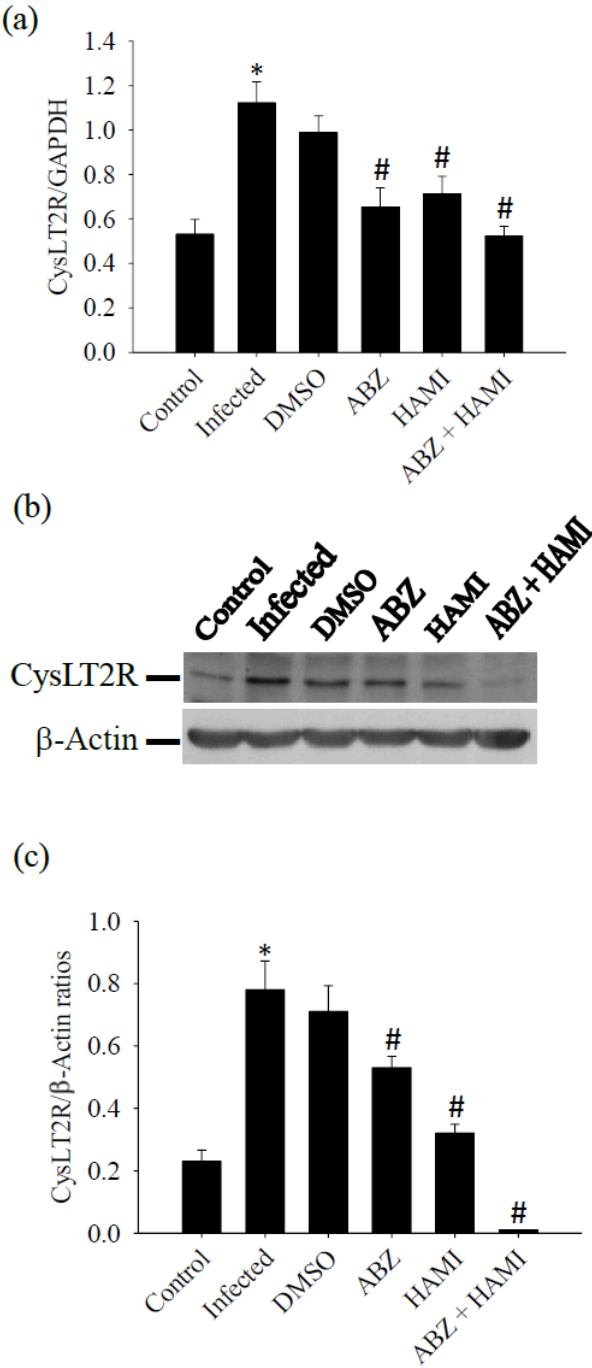 (a)
CysLT2R/GAPDH
1.4
1.2
1.0
0.8
0.6
0.4
0.2
0.0
*
#
#
#
Control
Infected
DMSO
ABZ
HAMI
ABZ + HAMI
(b)
Control
Infected
DMSO
ABZ
HAMI
ABZ + HAMI
CysLT2R
β-Actin
(c)
CysLT2R/β-Actin ratios
1.0
0.8
0.6
0.4
0.2
0.0
*
#
#
#
Control
Infected
DMSO
ABZ
HAMI
ABZ + HAMI